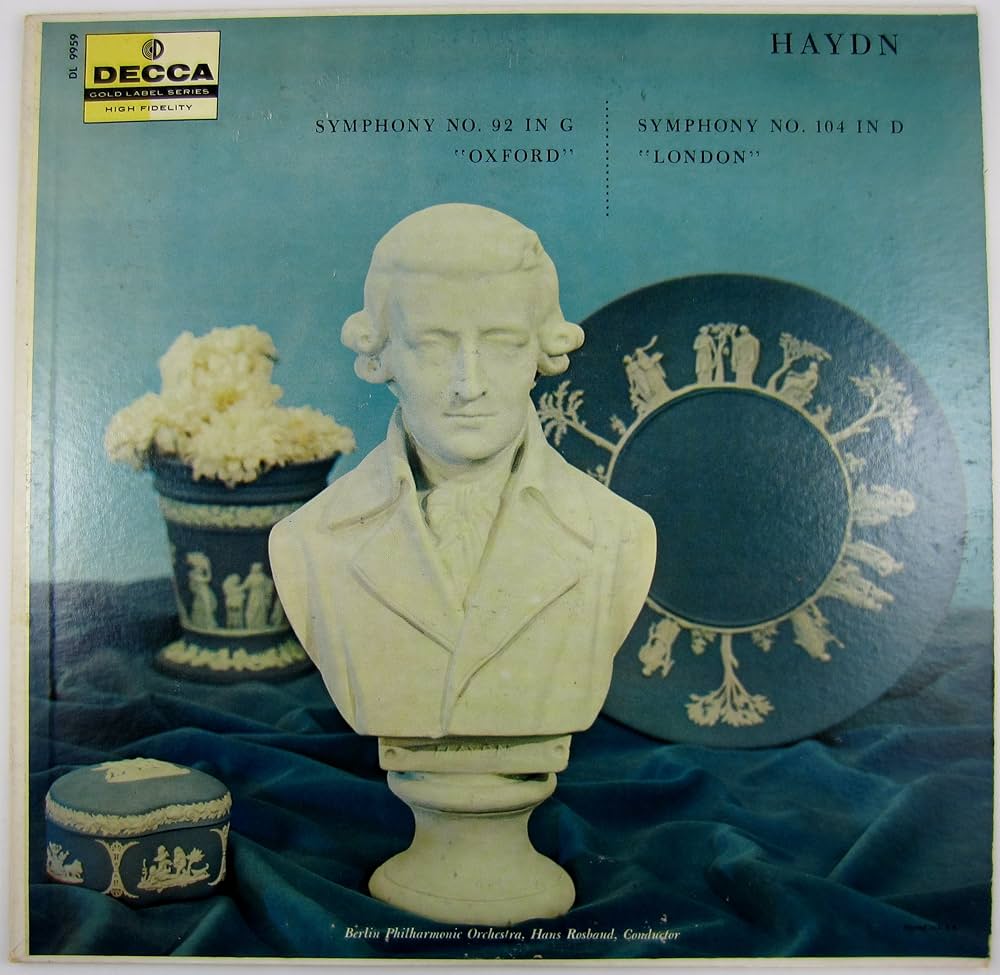 DL 9959
DECCA
GOLD LABEL SERIES
HIGH FIDELITY
HAYDN
SYMPHONY NO. 92 IN G
"OXFORD"
SYMPHONY NO. 104 IN D
"LONDON"
HAYDN
Berlin Philharmonic Orchestra, Hans Rosbaud, Conductor